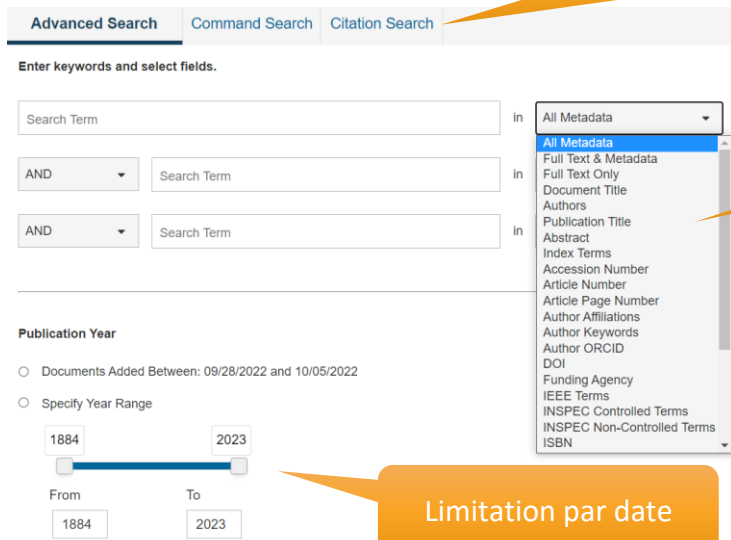 Advanced Search Command Search Citation Search
Enter keywords and select fields.
Search Term in All Metadata
All Metadata
Full Text & Metadata
Full Text Only
Document Title
Authors
Publication Title
Abstract
Index Terms
Accession Number
Article Number
Article Page Number
Author Affiliations
Author Keywords
Author ORCID
DOI
Funding Agency
IEEE Terms
INSPEC Controlled Terms
INSPEC Non-Controlled Terms
ISBN
AND Search Term in
AND Search Term in
Publication Year
Documents Added Between: 09/28/2022 and 10/05/2022
Specify Year Range
1884 2023
From To
1884 2023
Limitation par date